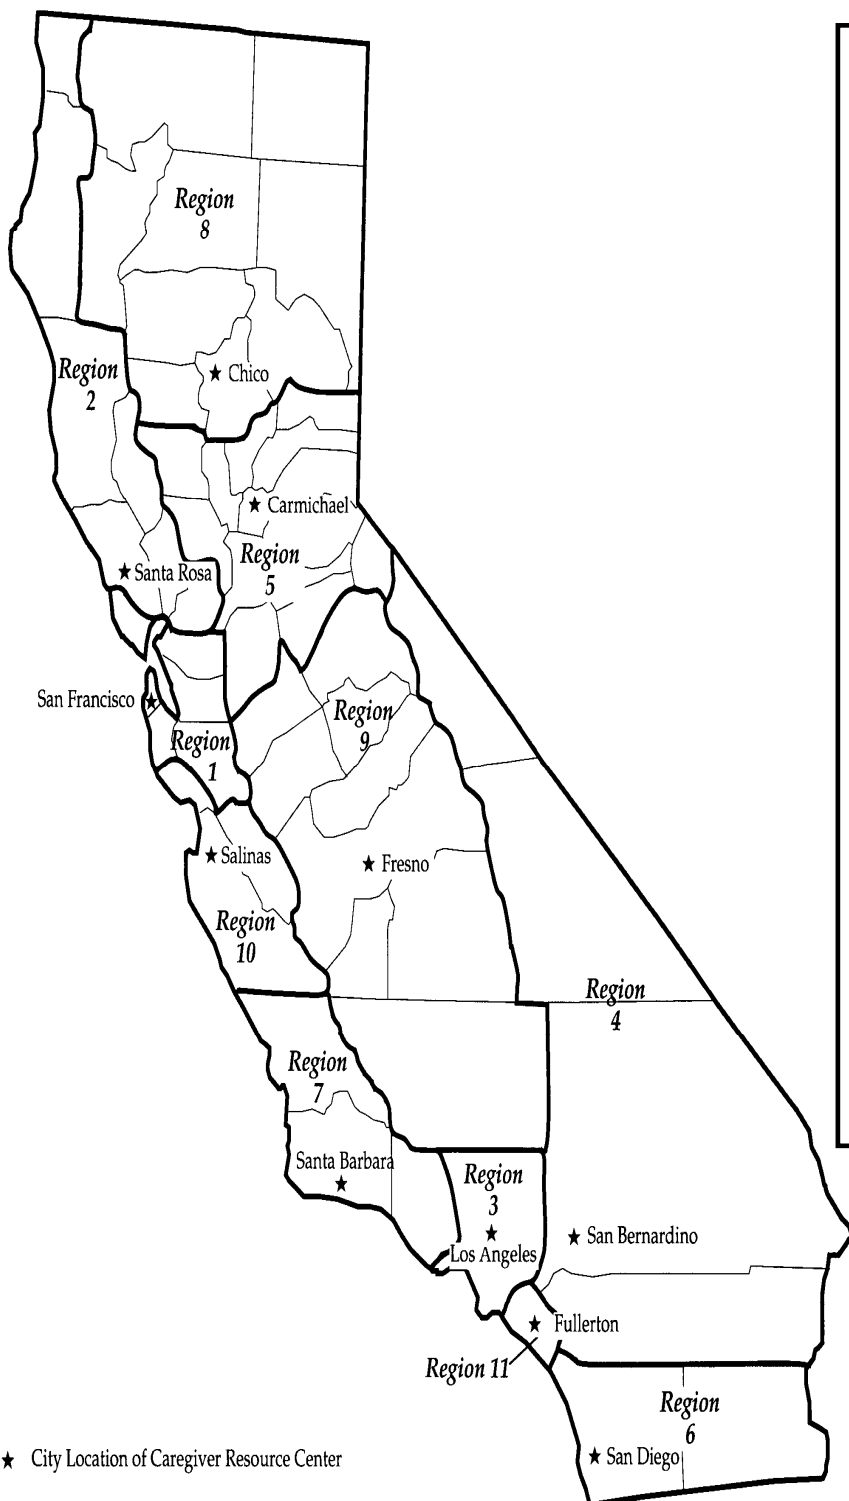 Region
8
Region
2
Chico
Carmichael
Region
5
Santa Rosa
San Francisco
Region
9
Region
1
Salinas
Fresno
Region
10
Region
4
Region
7
Santa Barbara
Region
3
Los Angeles
San Bernardino
Fullerton
Region 11
Region
6
San Diego
City Location of Caregiver Resource Center